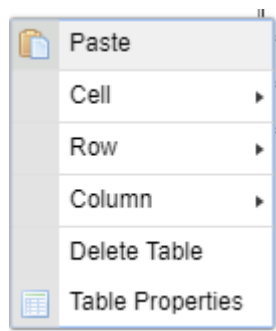 Paste
Cell
Row
Column
Delete Table
Table Properties